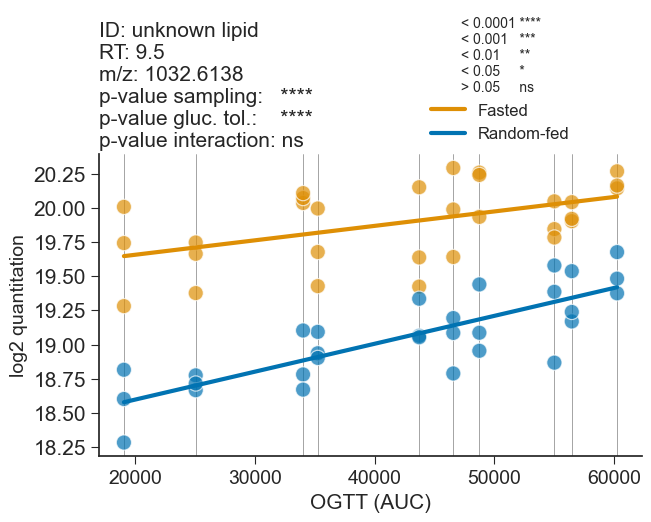 ID: unknown lipid
RT: 9.5
m/z: 1032.6138
p-value sampling: ****
p-value gluc. tol.: ****
p-value interaction: ns
< 0.0001 ****
< 0.001 ***
< 0.01 **
< 0.05 *
> 0.05 ns
Fasted
Random-fed
log2 quantitation
20.25
20.00
19.75
19.50
19.25
19.00
18.75
18.50
18.25
20000 30000 40000 50000 60000
OGTT (AUC)